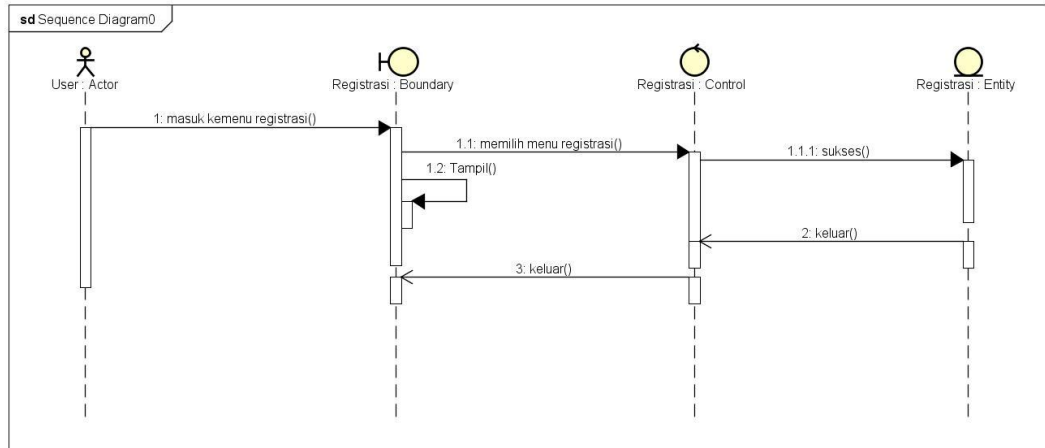 sd Sequence Diagram0
User : Actor
Registrasi : Boundary
Registrasi : Control
Registrasi : Entity
1: masuk kemenu registrasi()
1.1: memilih menu registrasi()
1.1.1: sukses()
1.2: Tampil()
2: keluar()
3: keluar()